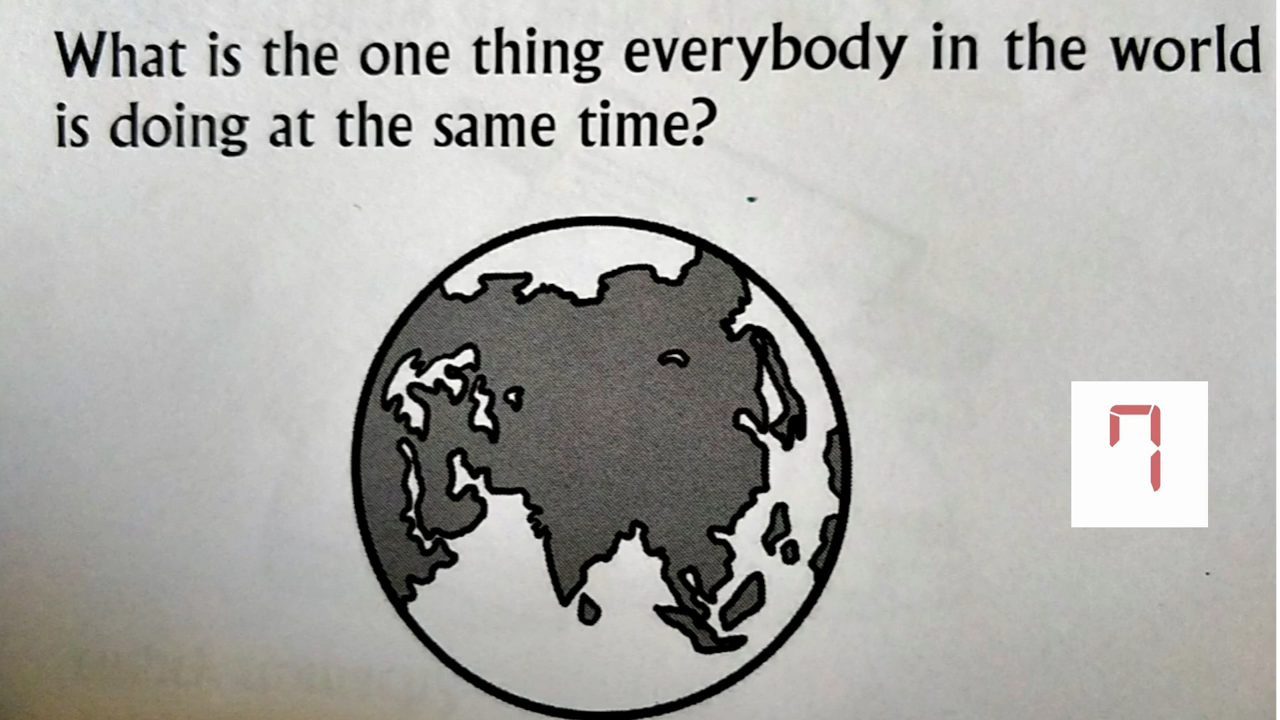 What is the one thing everybody in the world
is doing at the same time?
7